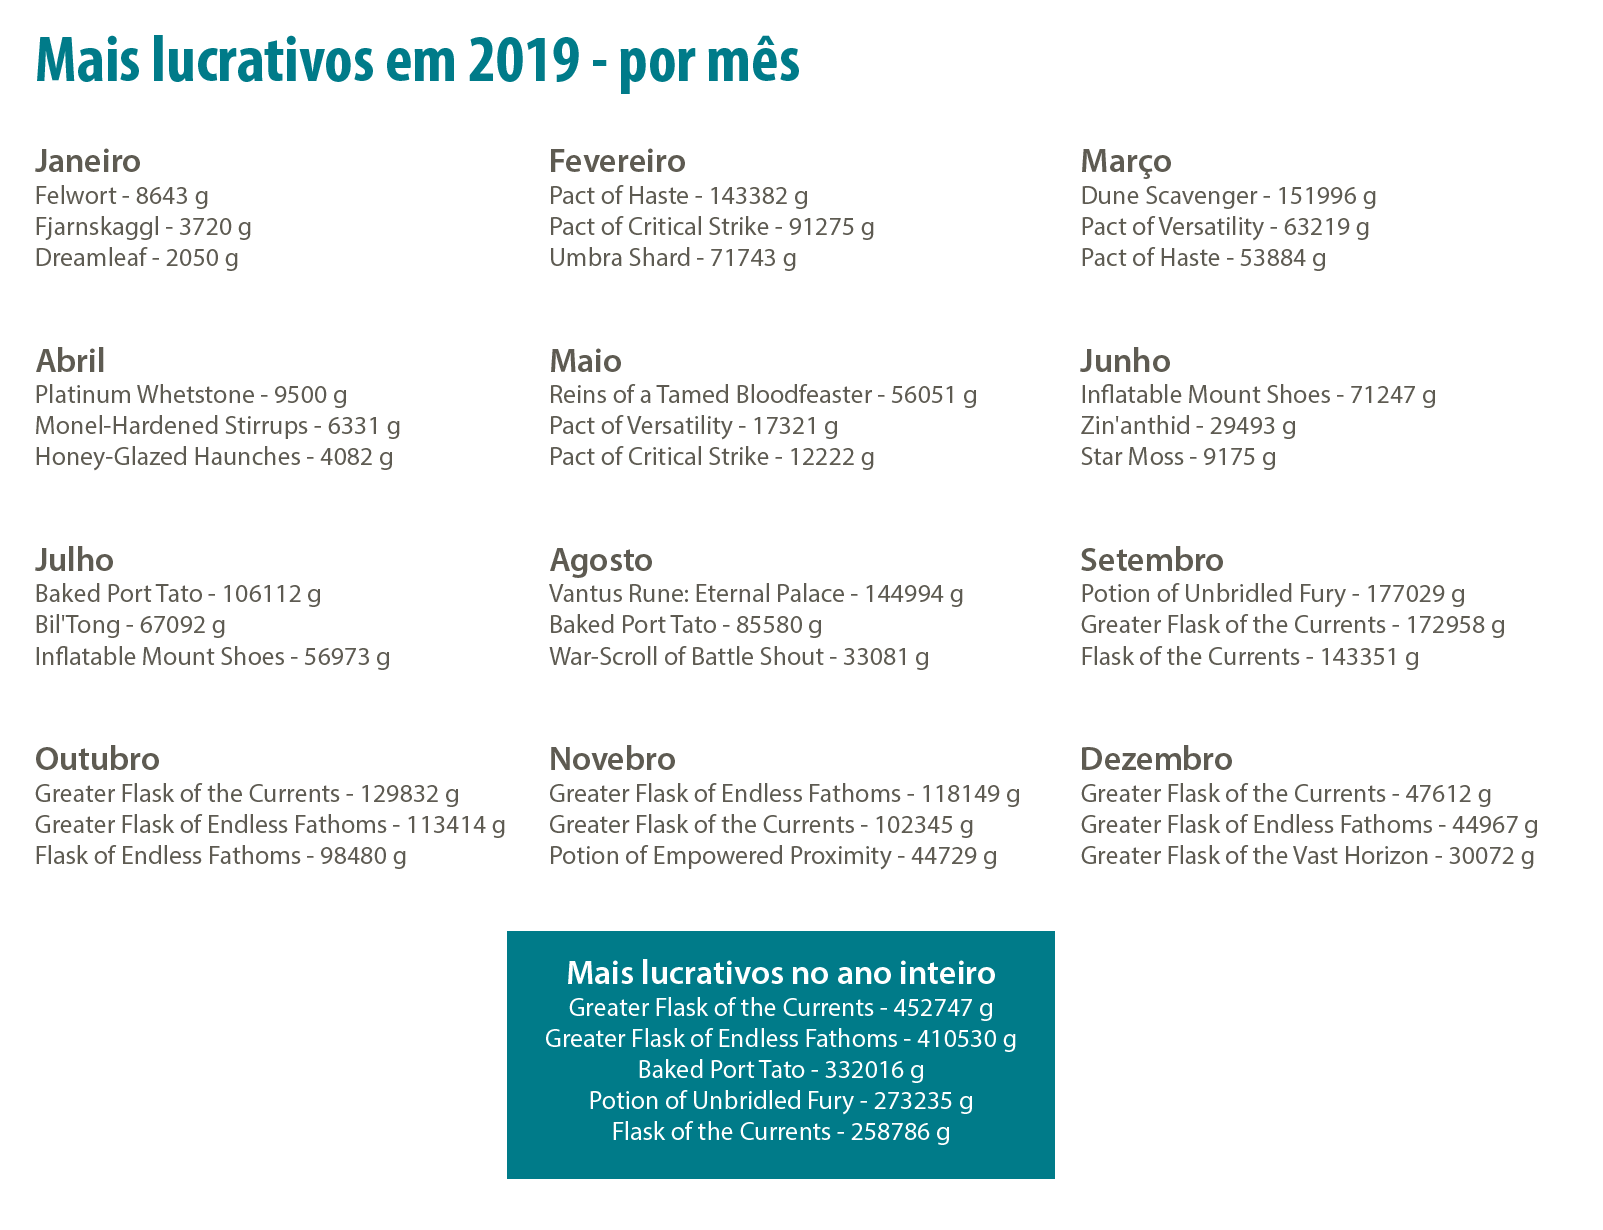 Mais lucrativos em 2019 - por mês
Janeiro
Felwort - 8643 g
Fjarnskaggl - 3720 g
Dreamleaf - 2050 g
Fevereiro
Pact of Haste - 143382 g
Pact of Critical Strike - 91275 g
Umbra Shard - 71743 g
Março
Dune Scavenger - 151996 g
Pact of Versatility - 63219 g
Pact of Haste - 53884 g
Abril
Platinum Whetstone - 9500 g
Monel-Hardened Stirrups - 6331 g
Honey-Glazed Haunches - 4082 g
Maio
Reins of a Tamed Bloodfeaster - 56051 g
Pact of Versatility - 17321 g
Pact of Critical Strike - 12222 g
Junho
Inflatable Mount Shoes - 71247 g
Zin'anthid - 29493 g
Star Moss - 9175 g
Julho
Baked Port Tato - 106112 g
Bil'Tong - 67092 g
Inflatable Mount Shoes - 56973 g
Agosto
Vantus Rune: Eternal Palace - 144994 g
Baked Port Tato - 85580 g
War-Scroll of Battle Shout - 33081 g
Setembro
Potion of Unbridled Fury - 177029 g
Greater Flask of the Currents - 172958 g
Flask of the Currents - 143351 g
Outubro
Greater Flask of the Currents - 129832 g
Greater Flask of Endless Fathoms - 113414 g
Flask of Endless Fathoms - 98480 g
Novebro
Greater Flask of Endless Fathoms - 118149 g
Greater Flask of the Currents - 102345 g
Potion of Empowered Proximity - 44729 g
Dezembro
Greater Flask of the Currents - 47612 g
Greater Flask of Endless Fathoms - 44967 g
Greater Flask of the Vast Horizon - 30072 g
Mais lucrativos no ano inteiro
Greater Flask of the Currents - 452747 g
Greater Flask of Endless Fathoms - 410530 g
Baked Port Tato - 332016 g
Potion of Unbridled Fury - 273235 g
Flask of the Currents - 258786 g